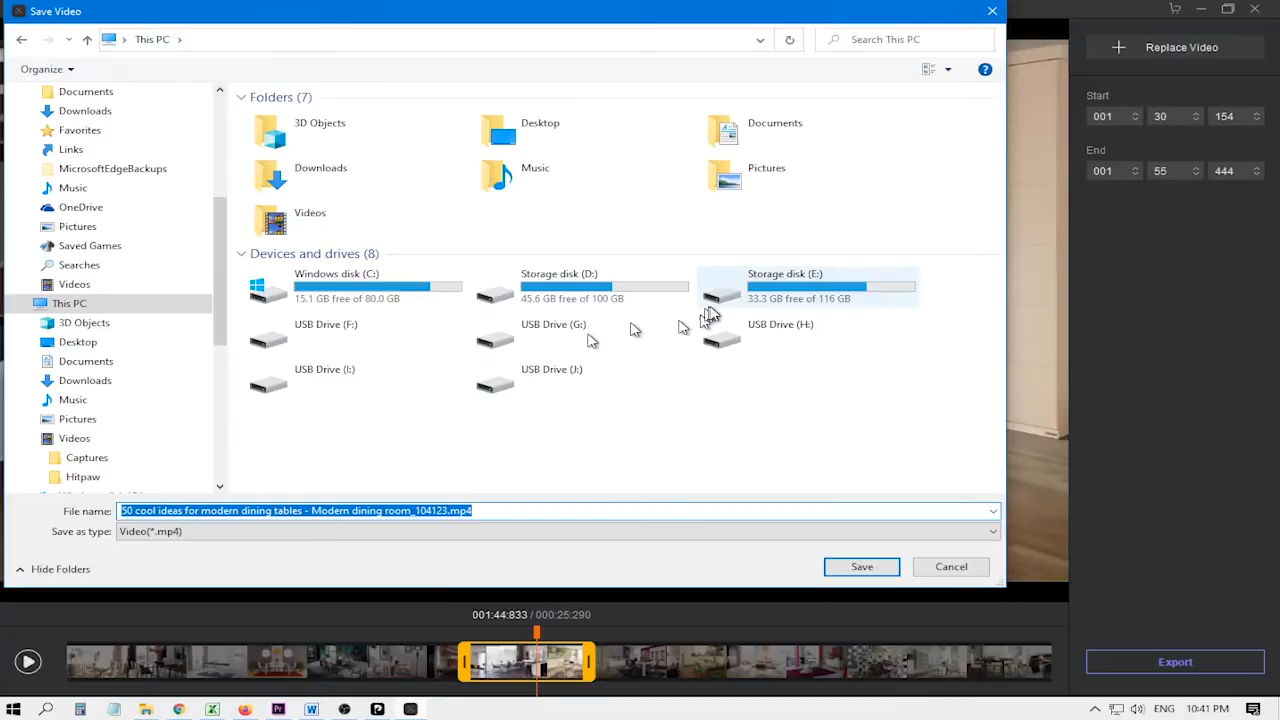 Save Video
This PC
Search This PC
Replace Video
Organize
Start
001 30 154
End
001 55 444
Documents
Downloads
Favorites
Links
MicrosoftEdgeBackups
Music
OneDrive
Pictures
Saved Games
Searches
Videos
This PC
3D Objects
Desktop
Documents
Downloads
Music
Pictures
Videos
Captures
Hitpaw
Folders (7)
3D Objects
Desktop
Documents
Downloads
Music
Pictures
Videos
Devices and drives (8)
Windows disk (C:)
15.1 GB free of 80.0 GB
Storage disk (D:)
45.6 GB free of 100 GB
Storage disk (E:)
33.3 GB free of 116 GB
USB Drive (F:)
USB Drive (G:)
USB Drive (H:)
USB Drive (I:)
USB Drive (J:)
File name: 50 cool ideas for modern dining tables - Modern dining room_104123.mp4
Save as type: Video(*.mp4)
Hide Folders
Save
Cancel
001:44:833 / 000:25:290
Export
ENG
10:41 PM